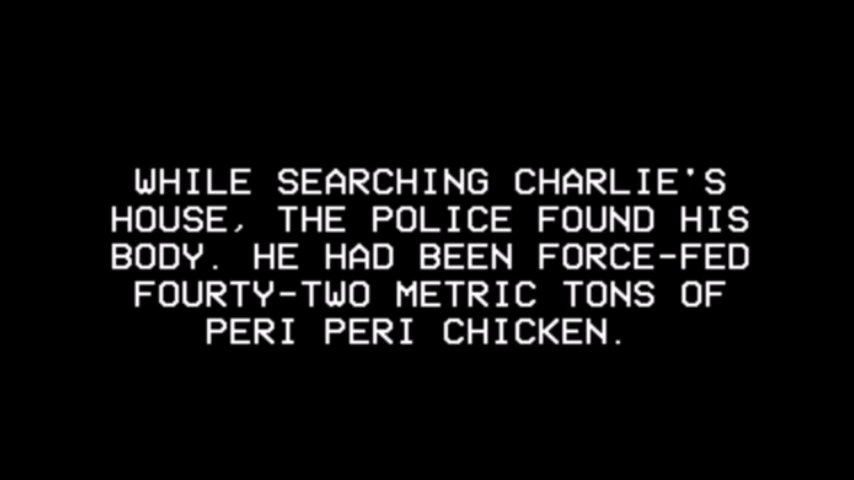 WHILE SEARCHING CHARLIE'S
HOUSE, THE POLICE FOUND HIS
BODY. HE HAD BEEN FORCE-FED
FOURTY-TWO METRIC TONS OF
PERI PERI CHICKEN.